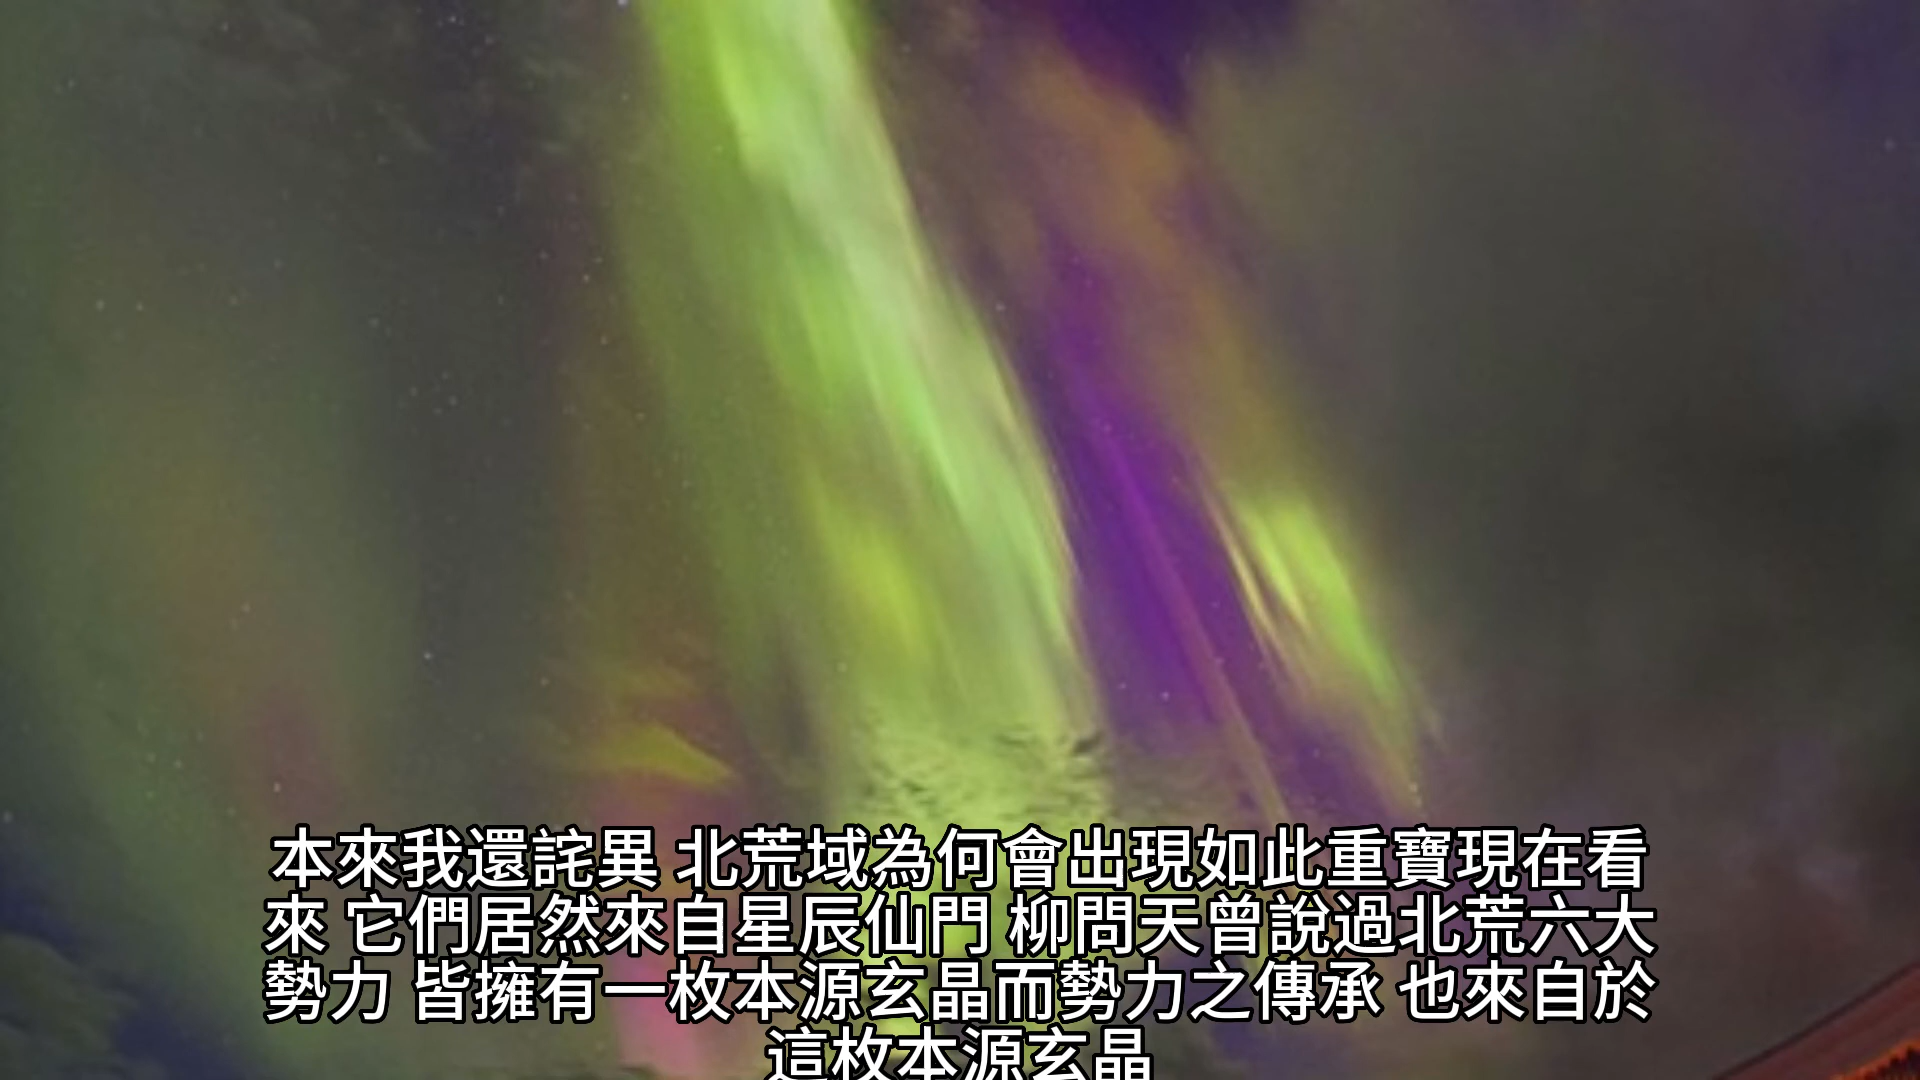 本來我還詫異 北荒域為何會出現如此重寶現在看
來 它們居然來自星辰仙門 柳問天曾說過北荒六大
勢力 皆擁有一枚本源玄晶而勢力之傳承 也來自於
這枚本源玄晶